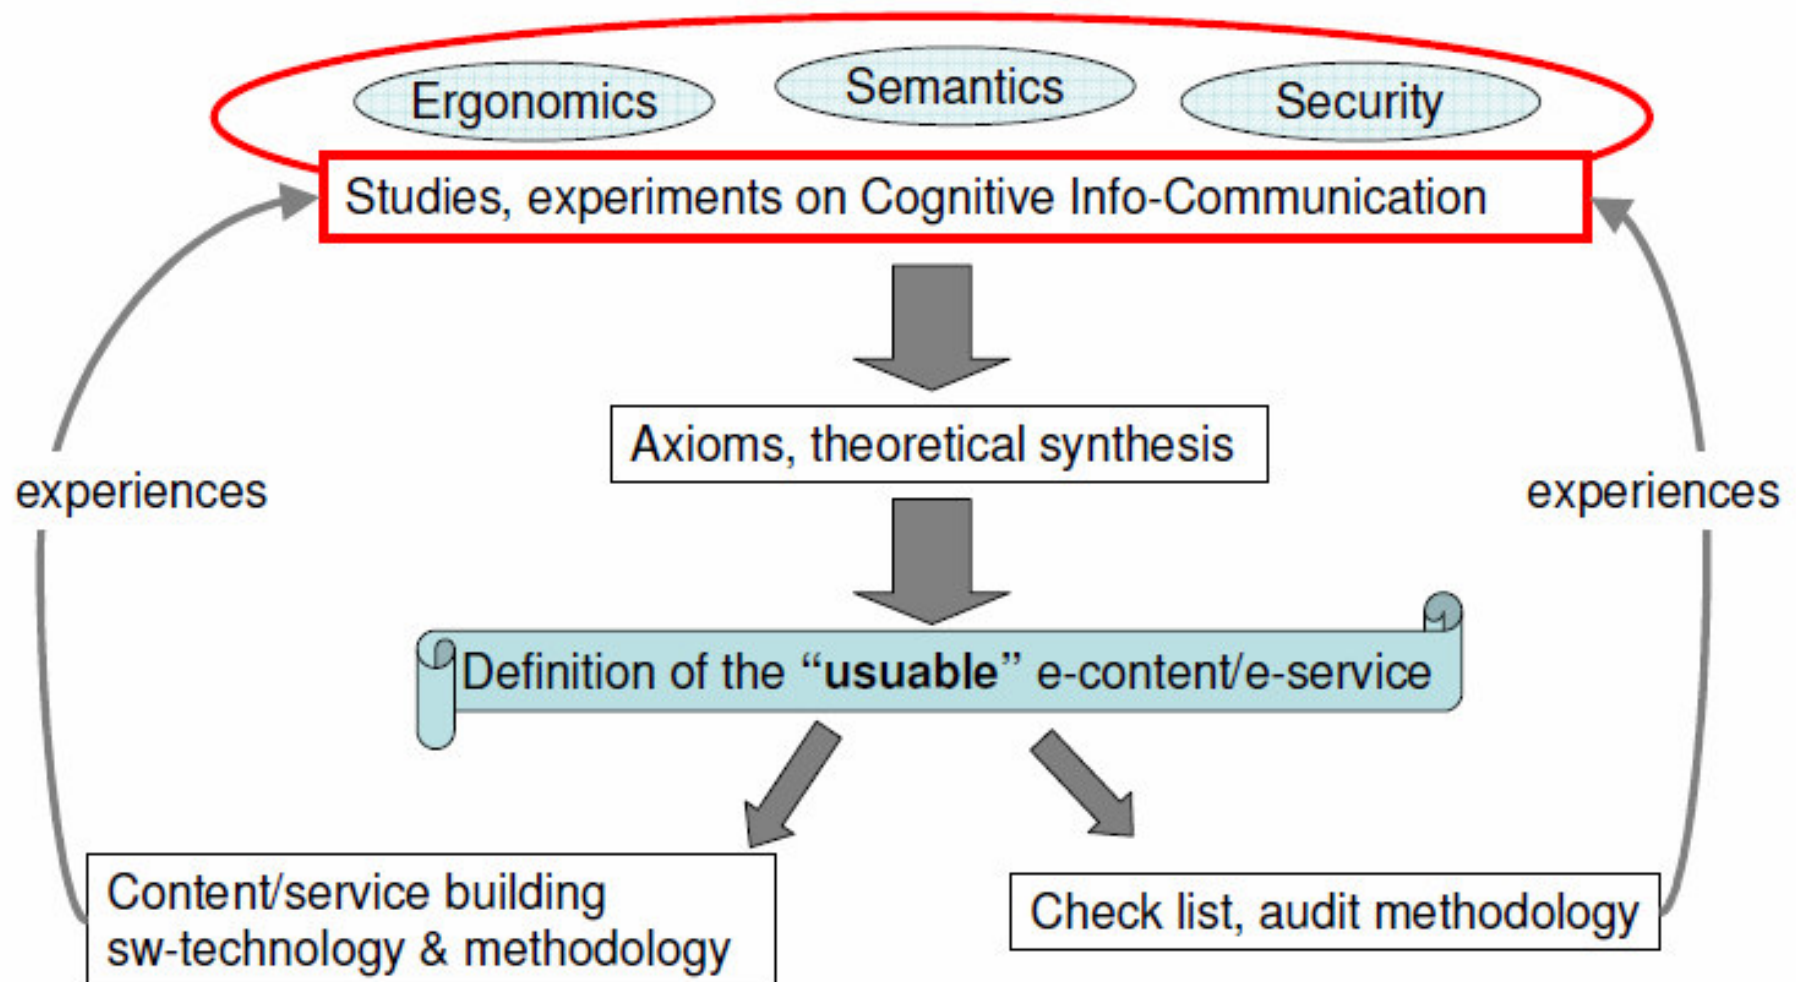 Ergonomics
Semantics
Security
Studies, experiments on Cognitive Info-Communication
Axioms, theoretical synthesis
experiences
experiences
Definition of the “usuable” e-content/e-service
Content/service building
sw-technology & methodology
Check list, audit methodology